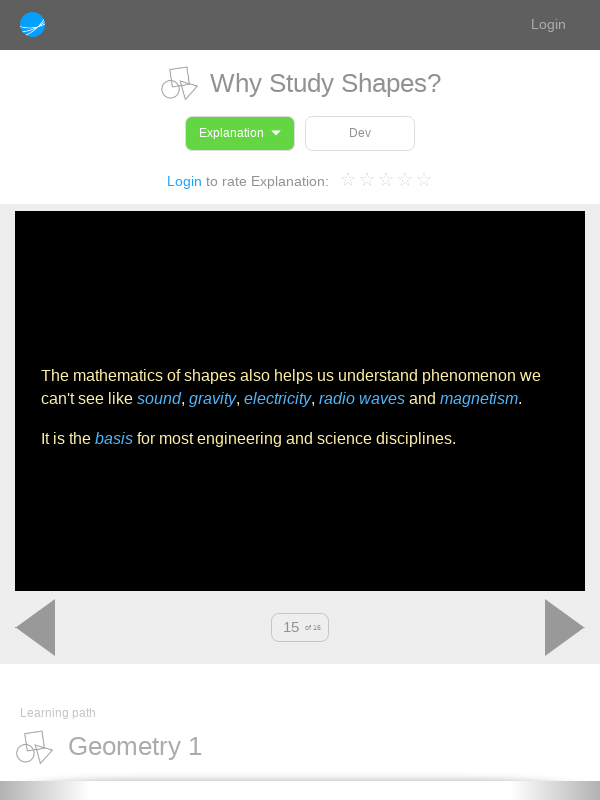 Login
Why Study Shapes?
Explanation
Dev
Login to rate Explanation:
The mathematics of shapes also helps us understand phenomenon we
can't see like sound, gravity, electricity, radio waves and magnetism.
It is the basis for most engineering and science disciplines.
15 of 16
Learning path
Geometry 1